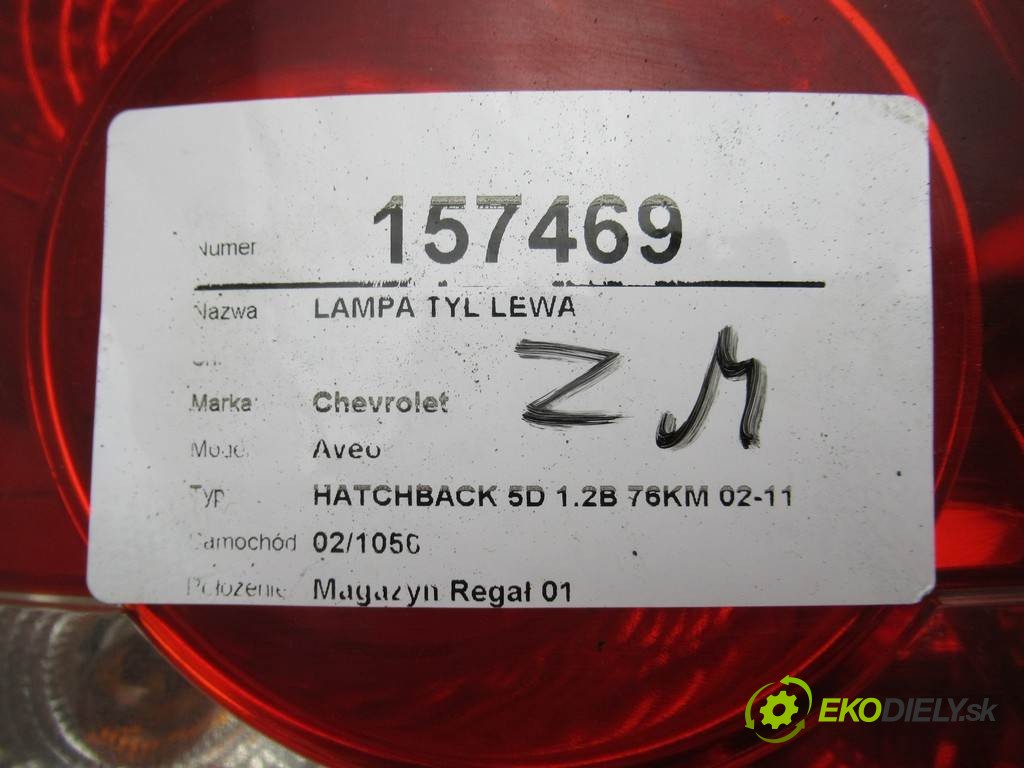 Numer 157469
Nazwa LAMPA TYL LEWA
Marka Chevrolet
Model Aveo
Typ HATCHBACK 5D 1.2B 76KM 02-11
Samochód 02/1056
Położenie Magazyn Regał 01
Z M
EKODIELY.sk